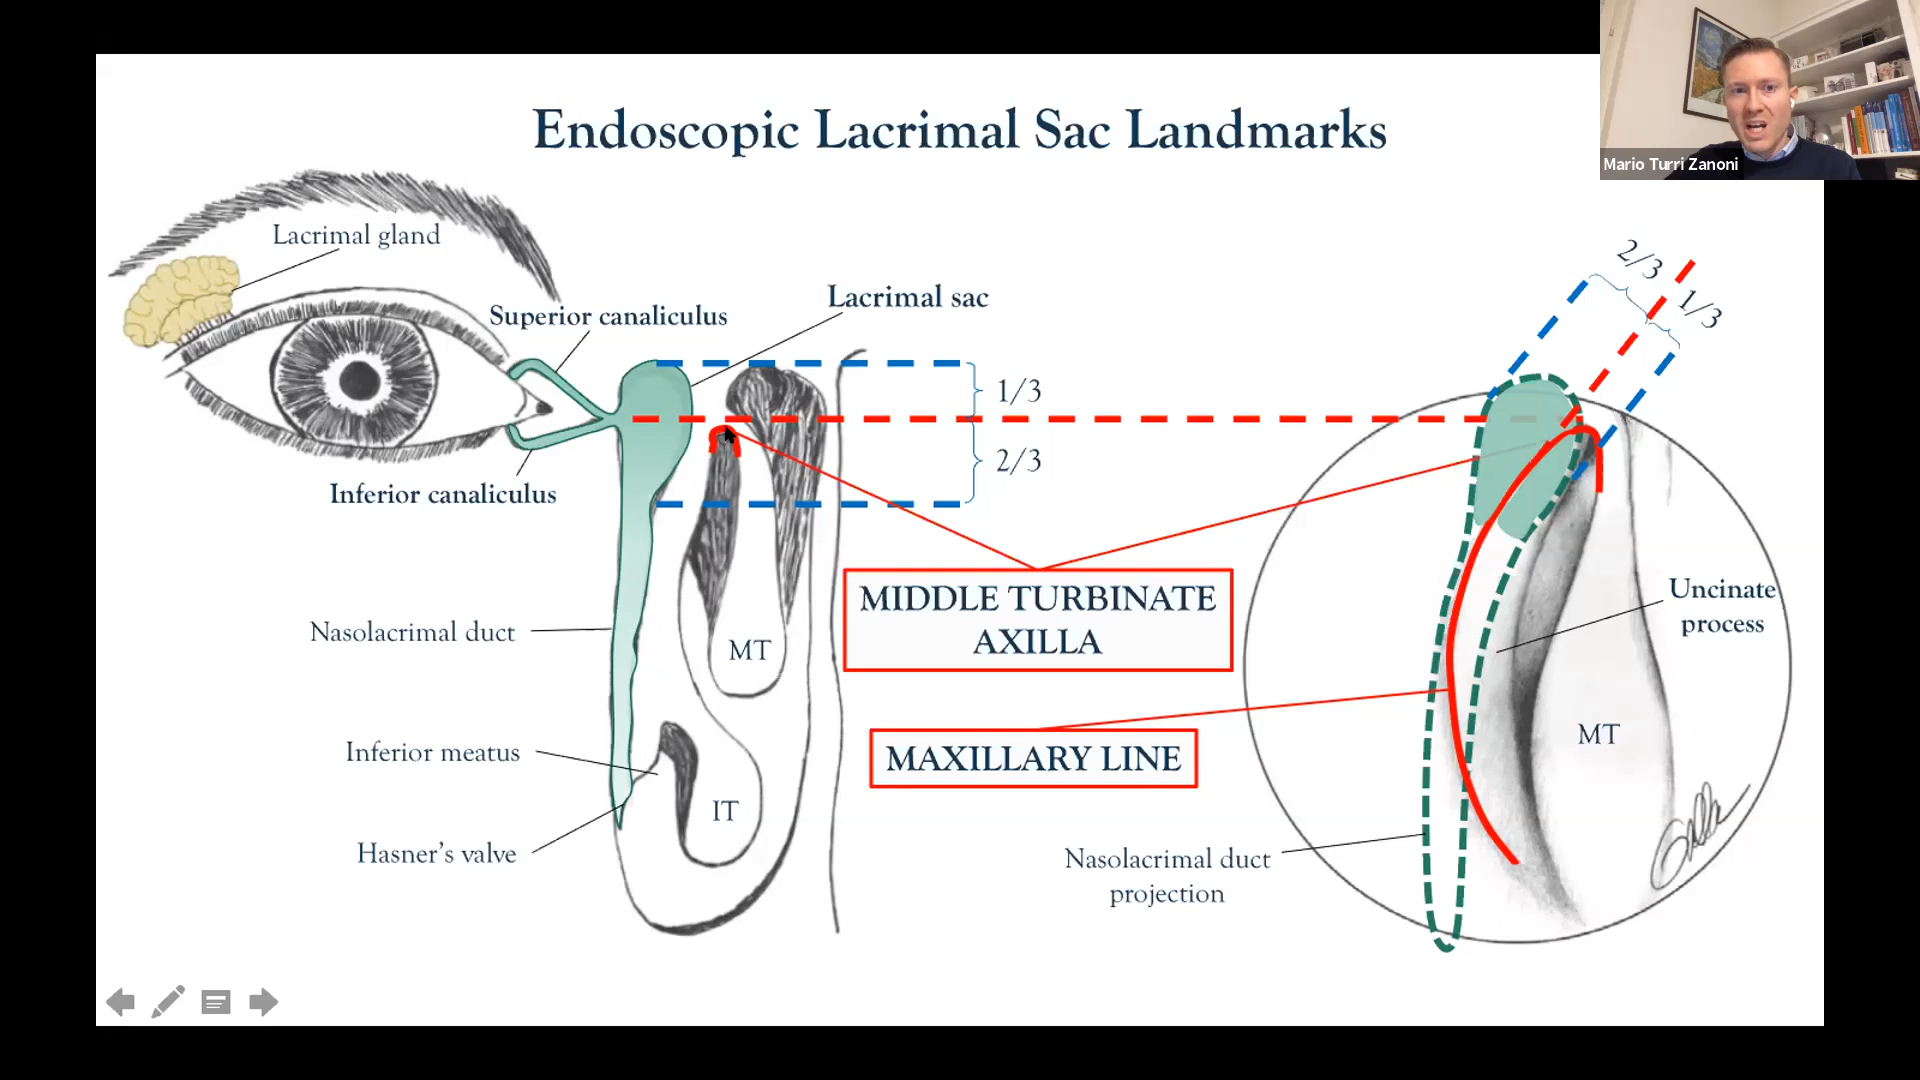 Endoscopic Lacrimal Sac Landmarks
Mario Turri Zanoni
Lacrimal gland
Superior canaliculus
Lacrimal sac
Inferior canaliculus
1/3
2/3
2/3
1/3
MIDDLE TURBINATE
AXILLA
Nasolacrimal duct
MT
Uncinate
process
MAXILLARY LINE
MT
Inferior meatus
IT
Hasner's valve
Nasolacrimal duct
projection